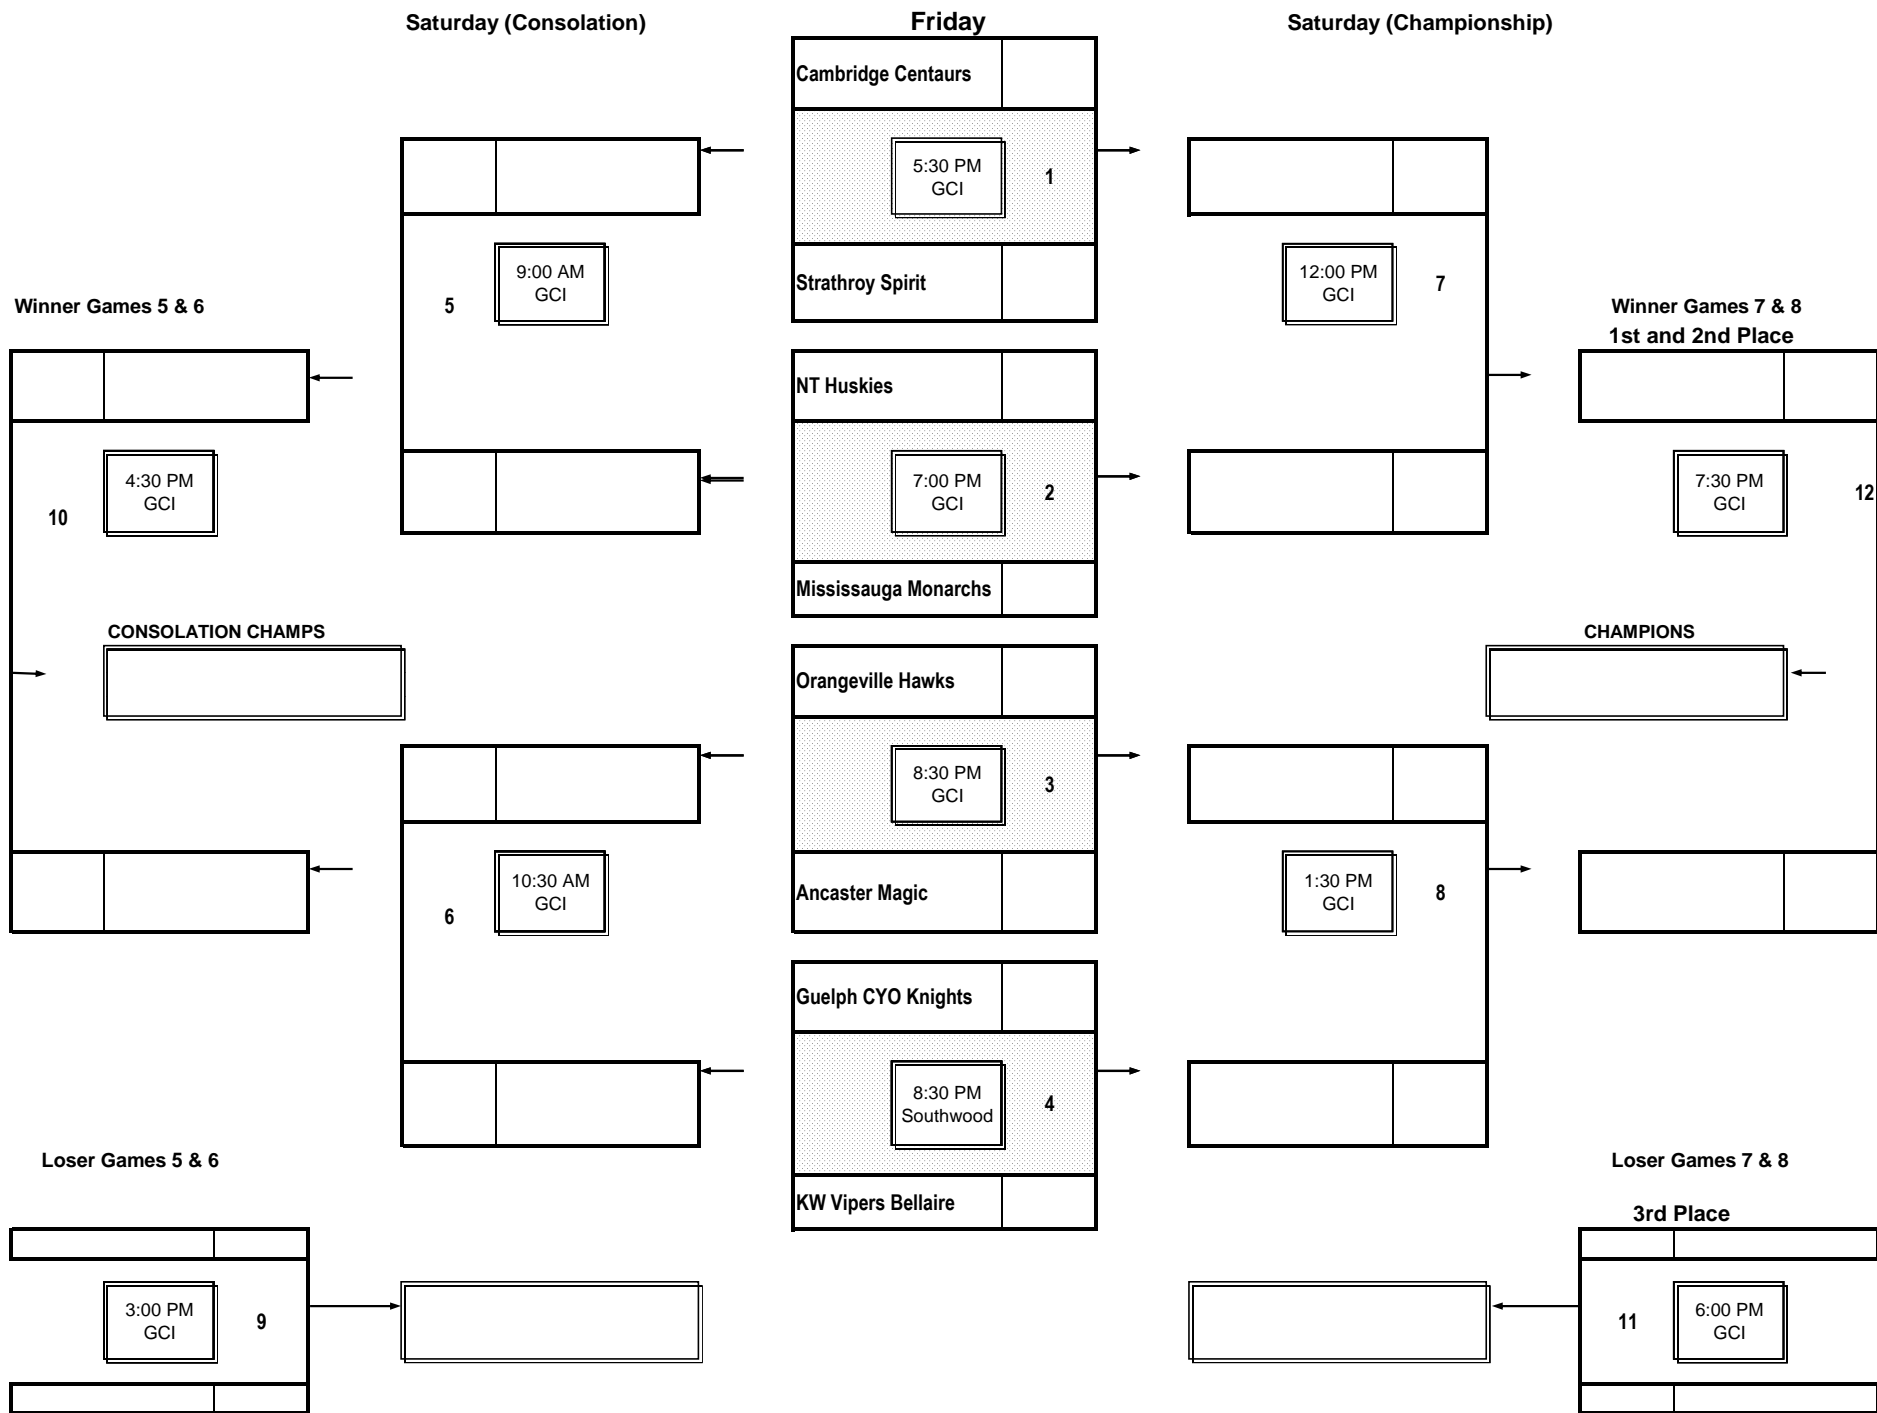 Saturday (Consolation)
Friday
Saturday (Championship)
Cambridge Centaurs
5:30 PM
GCI
1
Strathroy Spirit
9:00 AM
GCI
5
12:00 PM
GCI
7
Winner Games 5 & 6
Winner Games 7 & 8
1st and 2nd Place
NT Huskies
7:00 PM
GCI
2
Mississauga Monarchs
4:30 PM
GCI
10
7:30 PM
GCI
12
CONSOLATION CHAMPS
CHAMPIONS
Orangeville Hawks
8:30 PM
GCI
3
Ancaster Magic
10:30 AM
GCI
6
1:30 PM
GCI
8
Guelph CYO Knights
8:30 PM
Southwood
4
KW Vipers Bellaire
Loser Games 5 & 6
Loser Games 7 & 8
3rd Place
3:00 PM
GCI
9
11
6:00 PM
GCI